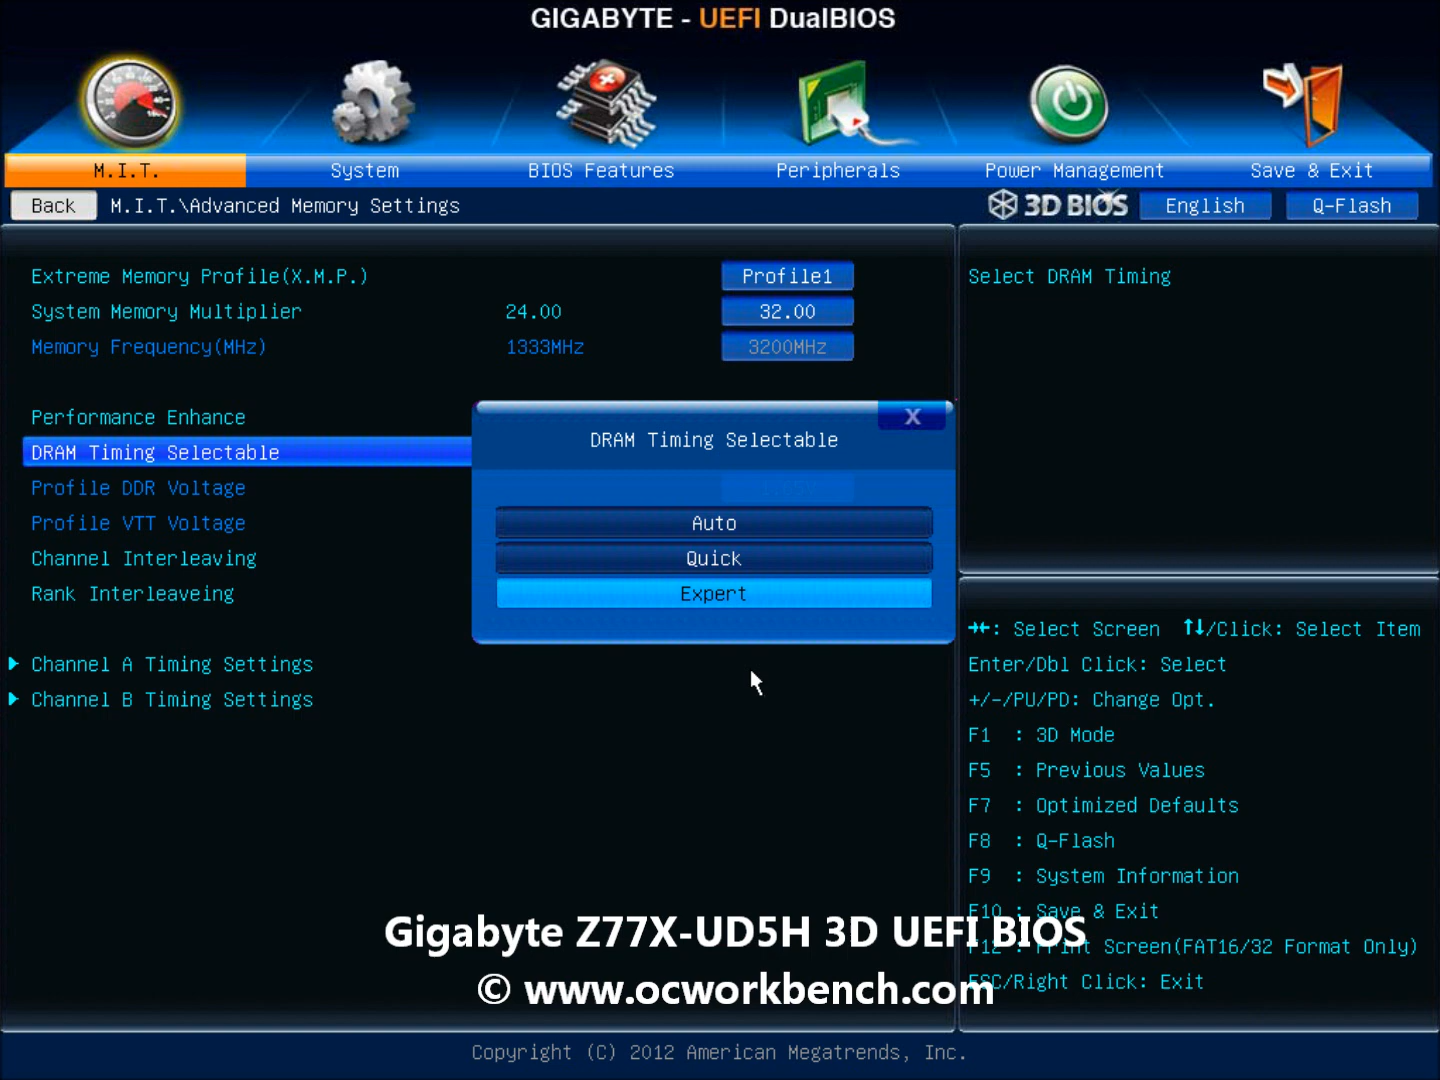 GIGABYTE - UEFI DualBIOS
M.I.T. System BIOS Features Peripherals Power Management Save & Exit
Back M.I.T.\Advanced Memory Settings 3D BIOS English Q-Flash
Extreme Memory Profile(X.M.P.) Profile1
System Memory Multiplier 24.00 32.00
Memory Frequency(MHz) 1333MHz 3200MHz
Performance Enhance
DRAM Timing Selectable
Profile DDR Voltage
Profile VTT Voltage
Channel Interleaving
Rank Interleaveing
Channel A Timing Settings
Channel B Timing Settings
X
DRAM Timing Selectable
Auto
Quick
Expert
Select DRAM Timing
→←: Select Screen ↑↓/Click: Select Item
Enter/Dbl Click: Select
+/-/PU/PD: Change Opt.
F1 : 3D Mode
F5 : Previous Values
F7 : Optimized Defaults
F8 : Q-Flash
F9 : System Information
F10 : Save & Exit
F12 : Print Screen(FAT16/32 Format Only)
ESC/Right Click: Exit
Gigabyte Z77X-UD5H 3D UEFI BIOS
© www.ocworkbench.com
Copyright (C) 2012 American Megatrends, Inc.